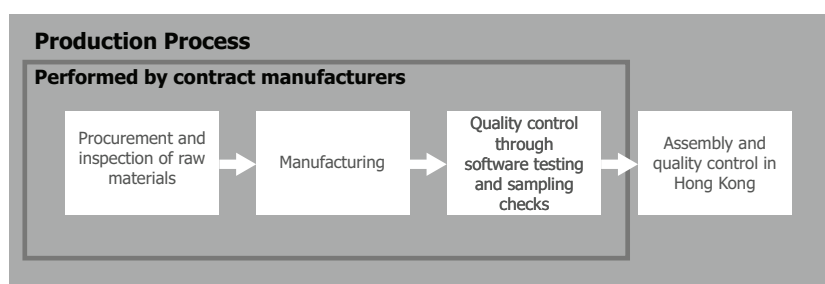 Production Process
Performed by contract manufacturers
Procurement and
inspection of raw
materials
Manufacturing
Quality control
through
software testing
and sampling
checks
Assembly and
quality control in
Hong Kong